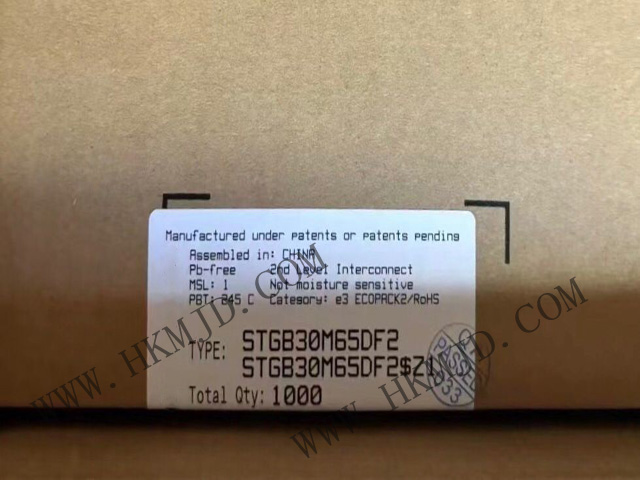 Manufactured under patents or patents pending
Assembled in: CHINA
Pb-free 2nd Level Interconnect
MSL: 1 Not moisture sensitive
PBT: 245 C Category: e3 ECOPACK2/RoHS
TYPE: STGB30M65DF2
STGB30M65DF2$Z1
Total Qty: 1000
PASSED
33
WWW.HKMJD.COM
WWW.HKMJD.COM